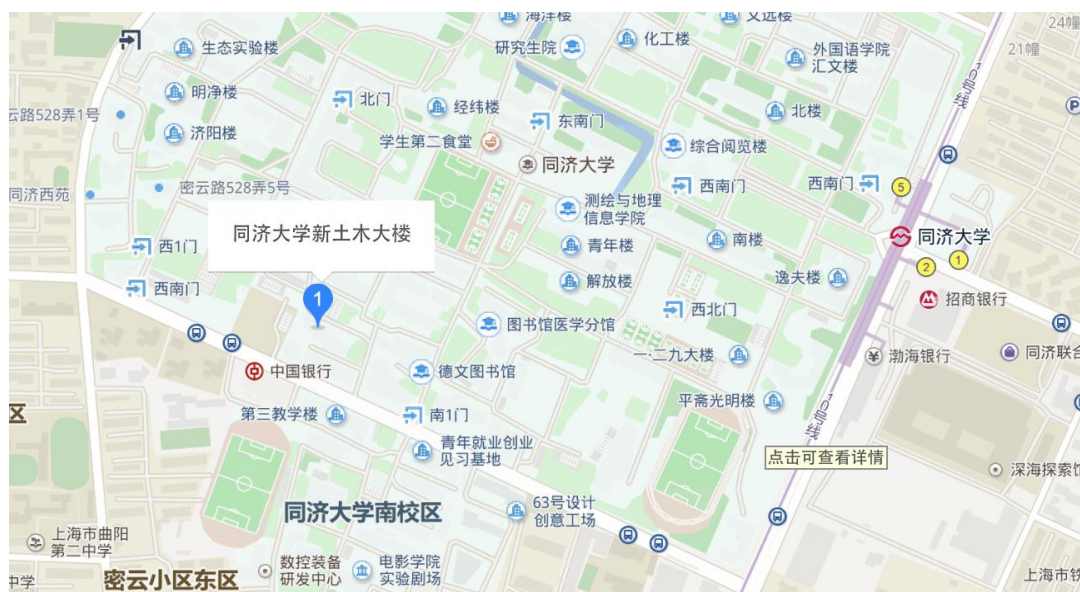 海洋楼
文远楼
24幢
生态实验楼
研究生院
化工楼
外国语学院
汇文楼
21幢
10号线
明净楼
北门
经纬楼
北楼
P
云路528弄1号
济阳楼
学生第二食堂
东南门
综合阅览楼
同济大学
同济西苑
密云路528弄5号
西南门
西南门
5
测绘与地理
信息学院
同济大学新土木大楼
西1门
青年楼
南楼
同济大学
2
1
西南门
1
解放楼
逸夫楼
招商银行
图书馆医学分馆
西北门
中国银行
德文图书馆
一·二九大楼
渤海银行
同济联合
平斋光明楼
区
第三教学楼
南1门
10号线
青年就业创业
见习基地
点击可查看详情
深海探索馆
同济大学南校区
63号设计
创意工场
上海市曲阳
第二中学
数控装备
研发中心
电影学院
实验剧场
中学
密云小区东区
上海市铁